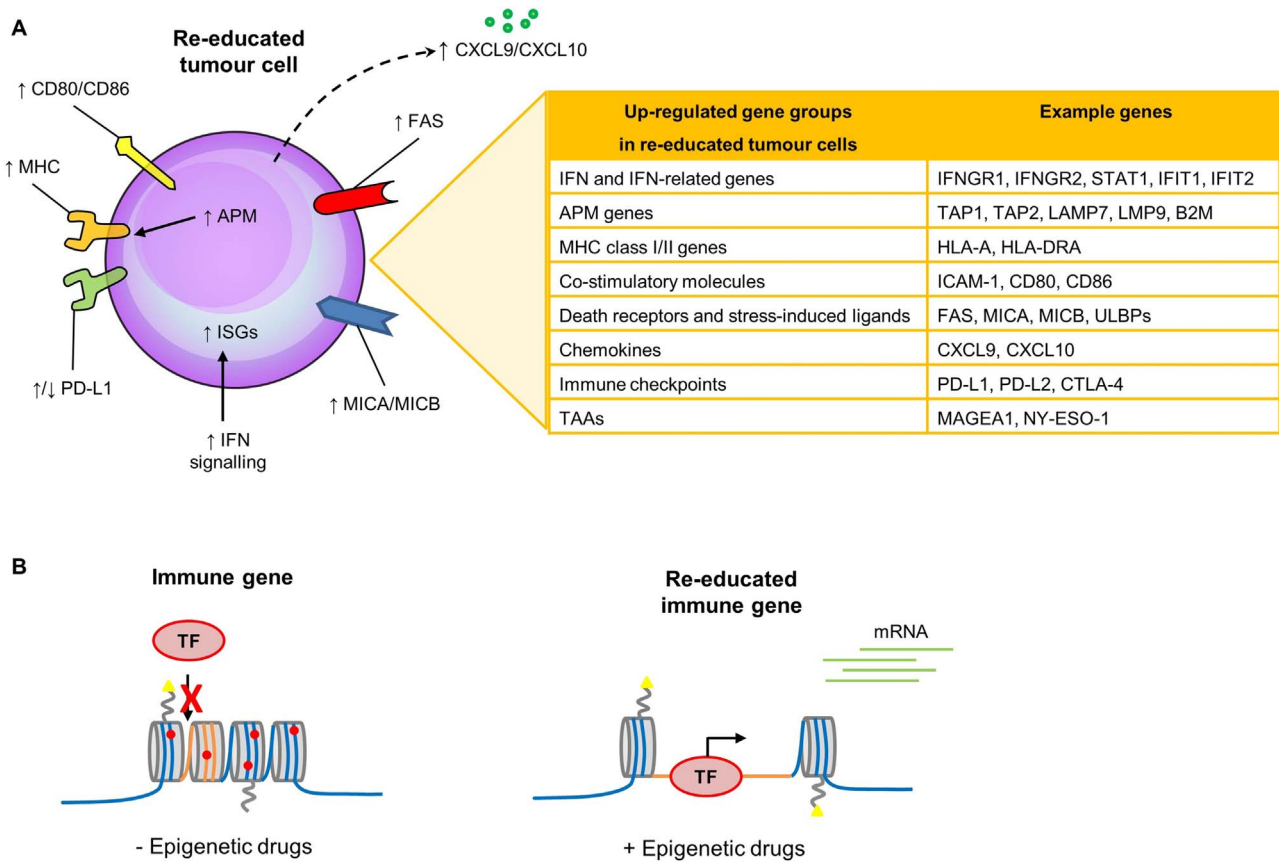 A
Re-educated
tumour cell
↑ CXCL9/CXCL10
↑ CD80/CD86
↑ FAS
↑ MHC
↑ APM
↑ ISGs
↑/↓ PD-L1
↑ MICA/MICB
↑ IFN
signalling
Up-regulated gene groups
in re-educated tumour cells
Example genes
IFN and IFN-related genes
IFNGR1, IFNGR2, STAT1, IFIT1, IFIT2
APM genes
TAP1, TAP2, LAMP7, LMP9, B2M
MHC class I/II genes
HLA-A, HLA-DRA
Co-stimulatory molecules
ICAM-1, CD80, CD86
Death receptors and stress-induced ligands
FAS, MICA, MICB, ULBPs
Chemokines
CXCL9, CXCL10
Immune checkpoints
PD-L1, PD-L2, CTLA-4
TAAs
MAGEA1, NY-ESO-1
B
Immune gene
TF
X
- Epigenetic drugs
Re-educated
immune gene
mRNA
TF
+ Epigenetic drugs